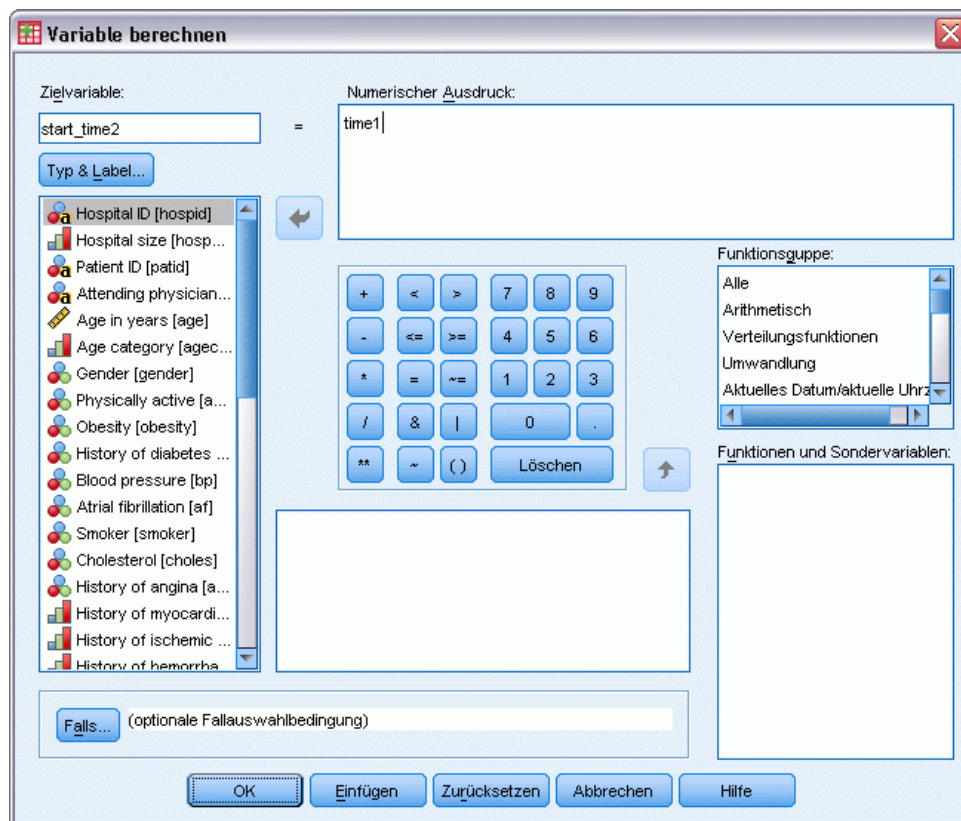 Variable berechnen
Zielvariable:
Numerischer Ausdruck:
start_time2
=
time1
Typ & Label...
Hospital ID [hospid]
Hospital size [hosp...
Patient ID [patid]
Attending physician...
Age in years [age]
Age category [agec...
Gender [gender]
Physically active [a...
Obesity [obesity]
History of diabetes ...
Blood pressure [bp]
Atrial fibrillation [af]
Smoker [smoker]
Cholesterol [choles]
History of angina [a...
History of myocardi...
History of ischemic ...
History of hemorrha
+ < > 7 8 9
- <= >= 4 5 6
* = ~= 1 2 3
/ & | 0 .
** ~ ( ) Löschen
Funktionsgruppe:
Alle
Arithmetisch
Verteilungsfunktionen
Umwandlung
Aktuelles Datum/aktuelle Uhrz
Funktionen und Sondervariablen:
Falls... (optionale Fallauswahlbedingung)
OK Einfügen Zurücksetzen Abbrechen Hilfe